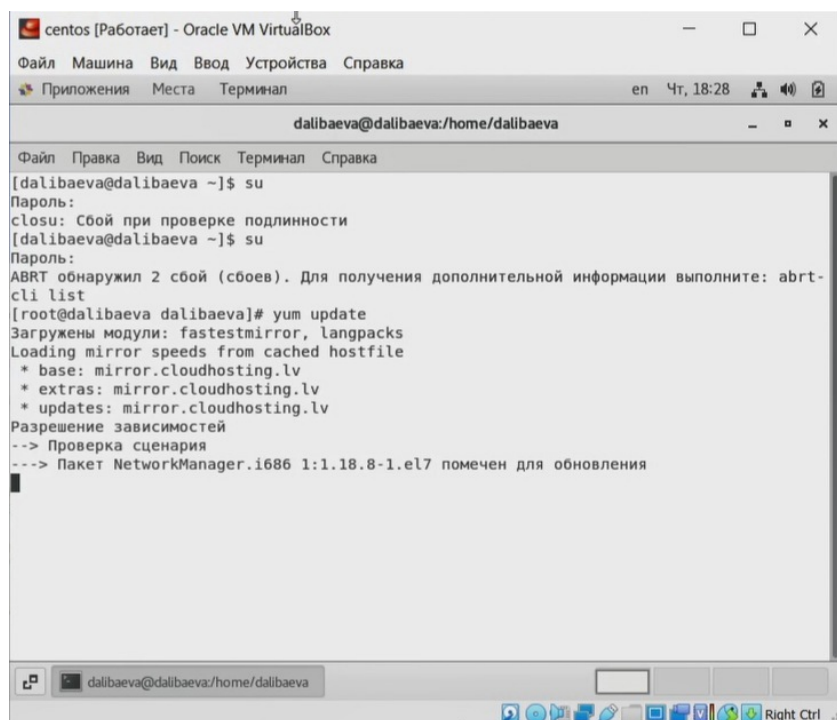 centos [Работает] - Oracle VM VirtualBox
Файл Машина Вид Ввод Устройства Справка
Приложения Места Терминал en Чт, 18:28
dalibaeva@dalibaeva:/home/dalibaeva
Файл Правка Вид Поиск Терминал Справка
[dalibaeva@dalibaeva ~]$ su
Пароль:
closu: Сбой при проверке подлинности
[dalibaeva@dalibaeva ~]$ su
Пароль:
ABRT обнаружил 2 сбой (сбоев). Для получения дополнительной информации выполните: abrt-
cli list
[root@dalibaeva dalibaeva]# yum update
Загружены модули: fastestmirror, langpacks
Loading mirror speeds from cached hostfile
* base: mirror.cloudhosting.lv
* extras: mirror.cloudhosting.lv
* updates: mirror.cloudhosting.lv
Разрешение зависимостей
--> Проверка сценария
---> Пакет NetworkManager.i686 1:1.18.8-1.el7 помечен для обновления
dalibaeva@dalibaeva:/home/dalibaeva
Right Ctrl